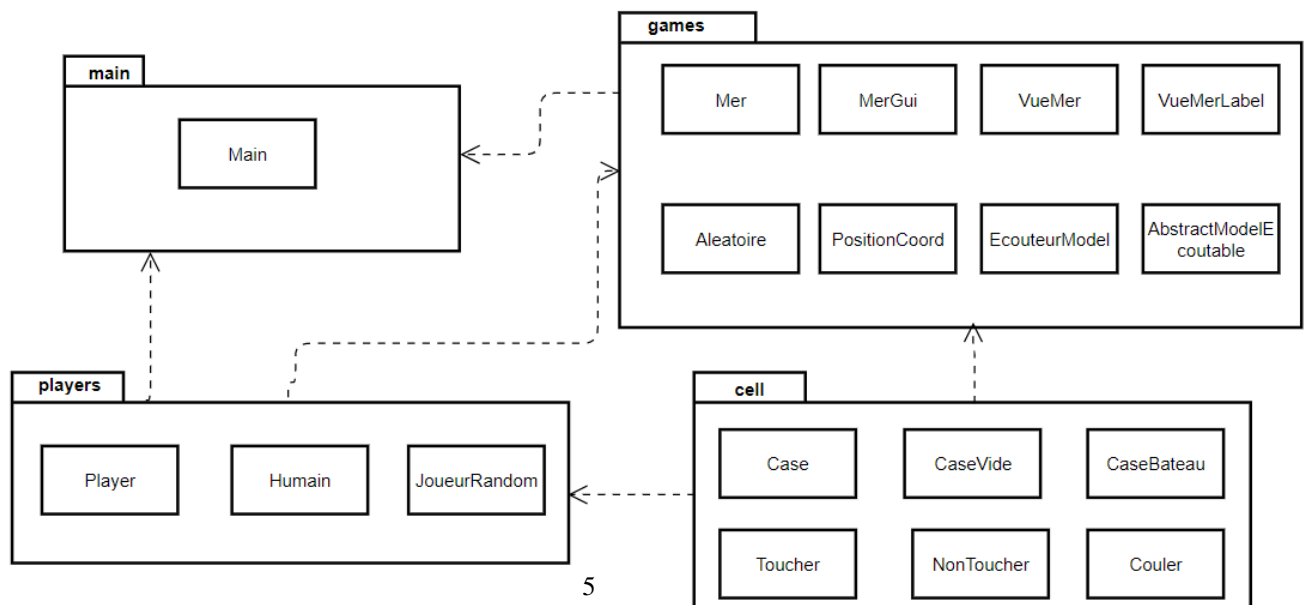 main
Main
games
Mer
MerGui
VueMer
VueMerLabel
Aleatoire
PositionCoord
EcouteurModel
AbstractModelE
coutable
players
Player
Humain
JoueurRandom
cell
Case
CaseVide
CaseBateau
Toucher
NonToucher
Couler
5